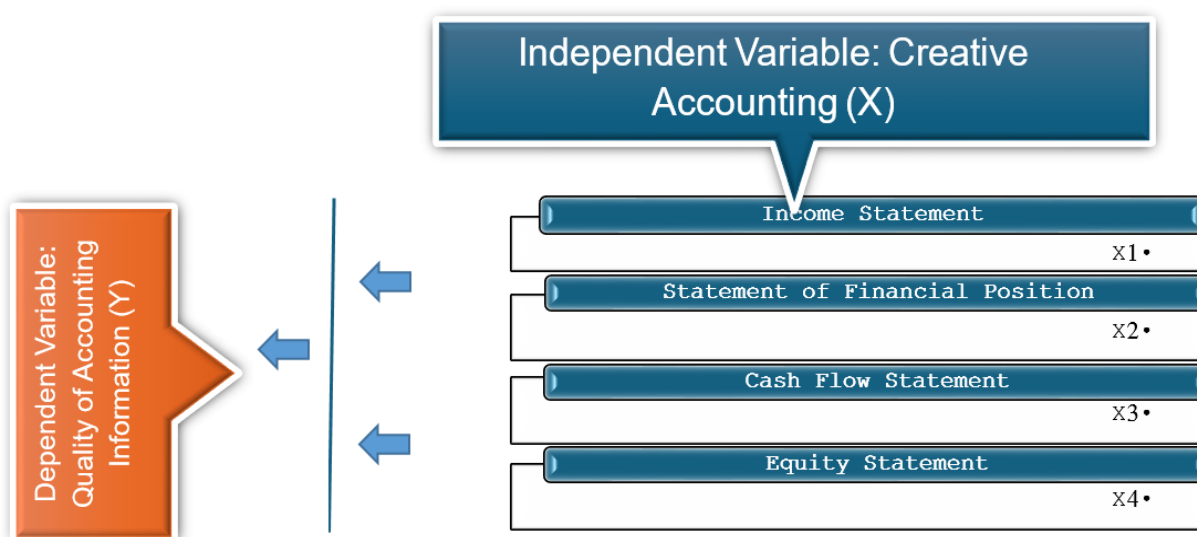 Independent Variable: Creative
Accounting (X)
Income Statement
X1•
Statement of Financial Position
X2•
Cash Flow Statement
X3•
Equity Statement
X4•
Dependent Variable:
Quality of Accounting
Information (Y)